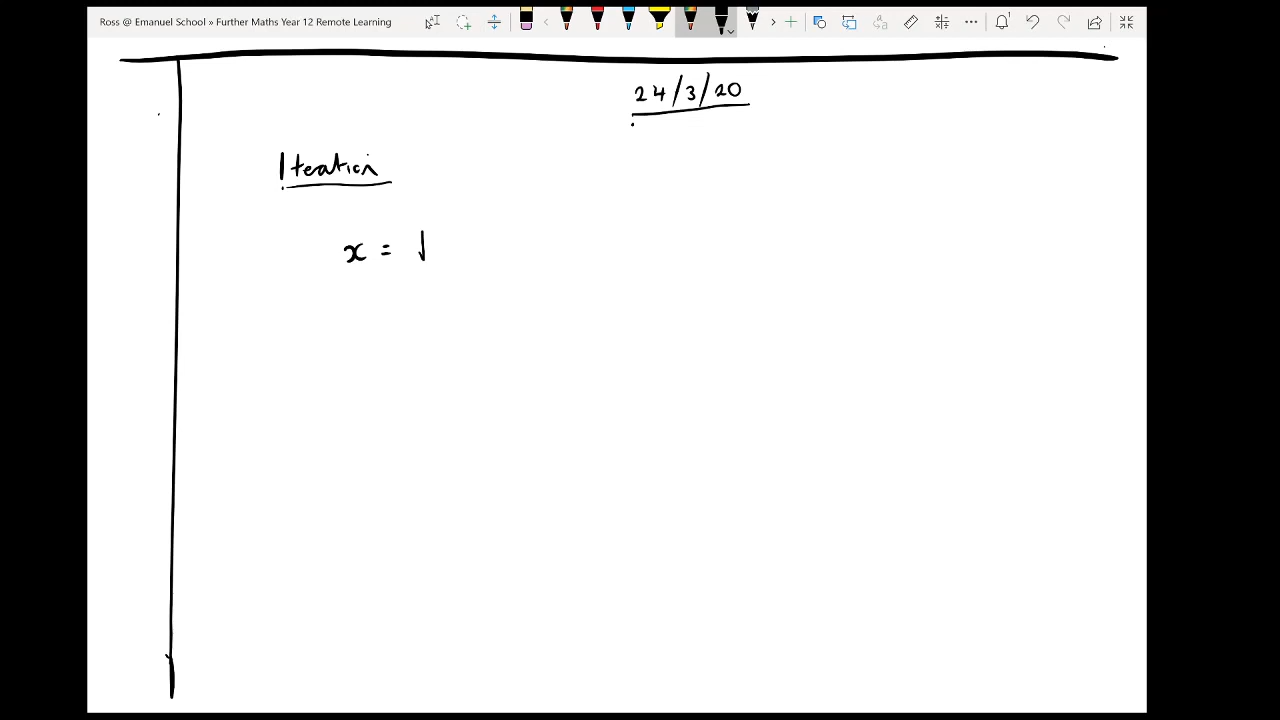 Ross @ Emanuel School » Further Maths Year 12 Remote Learning
24/3/20
Iteration
x =